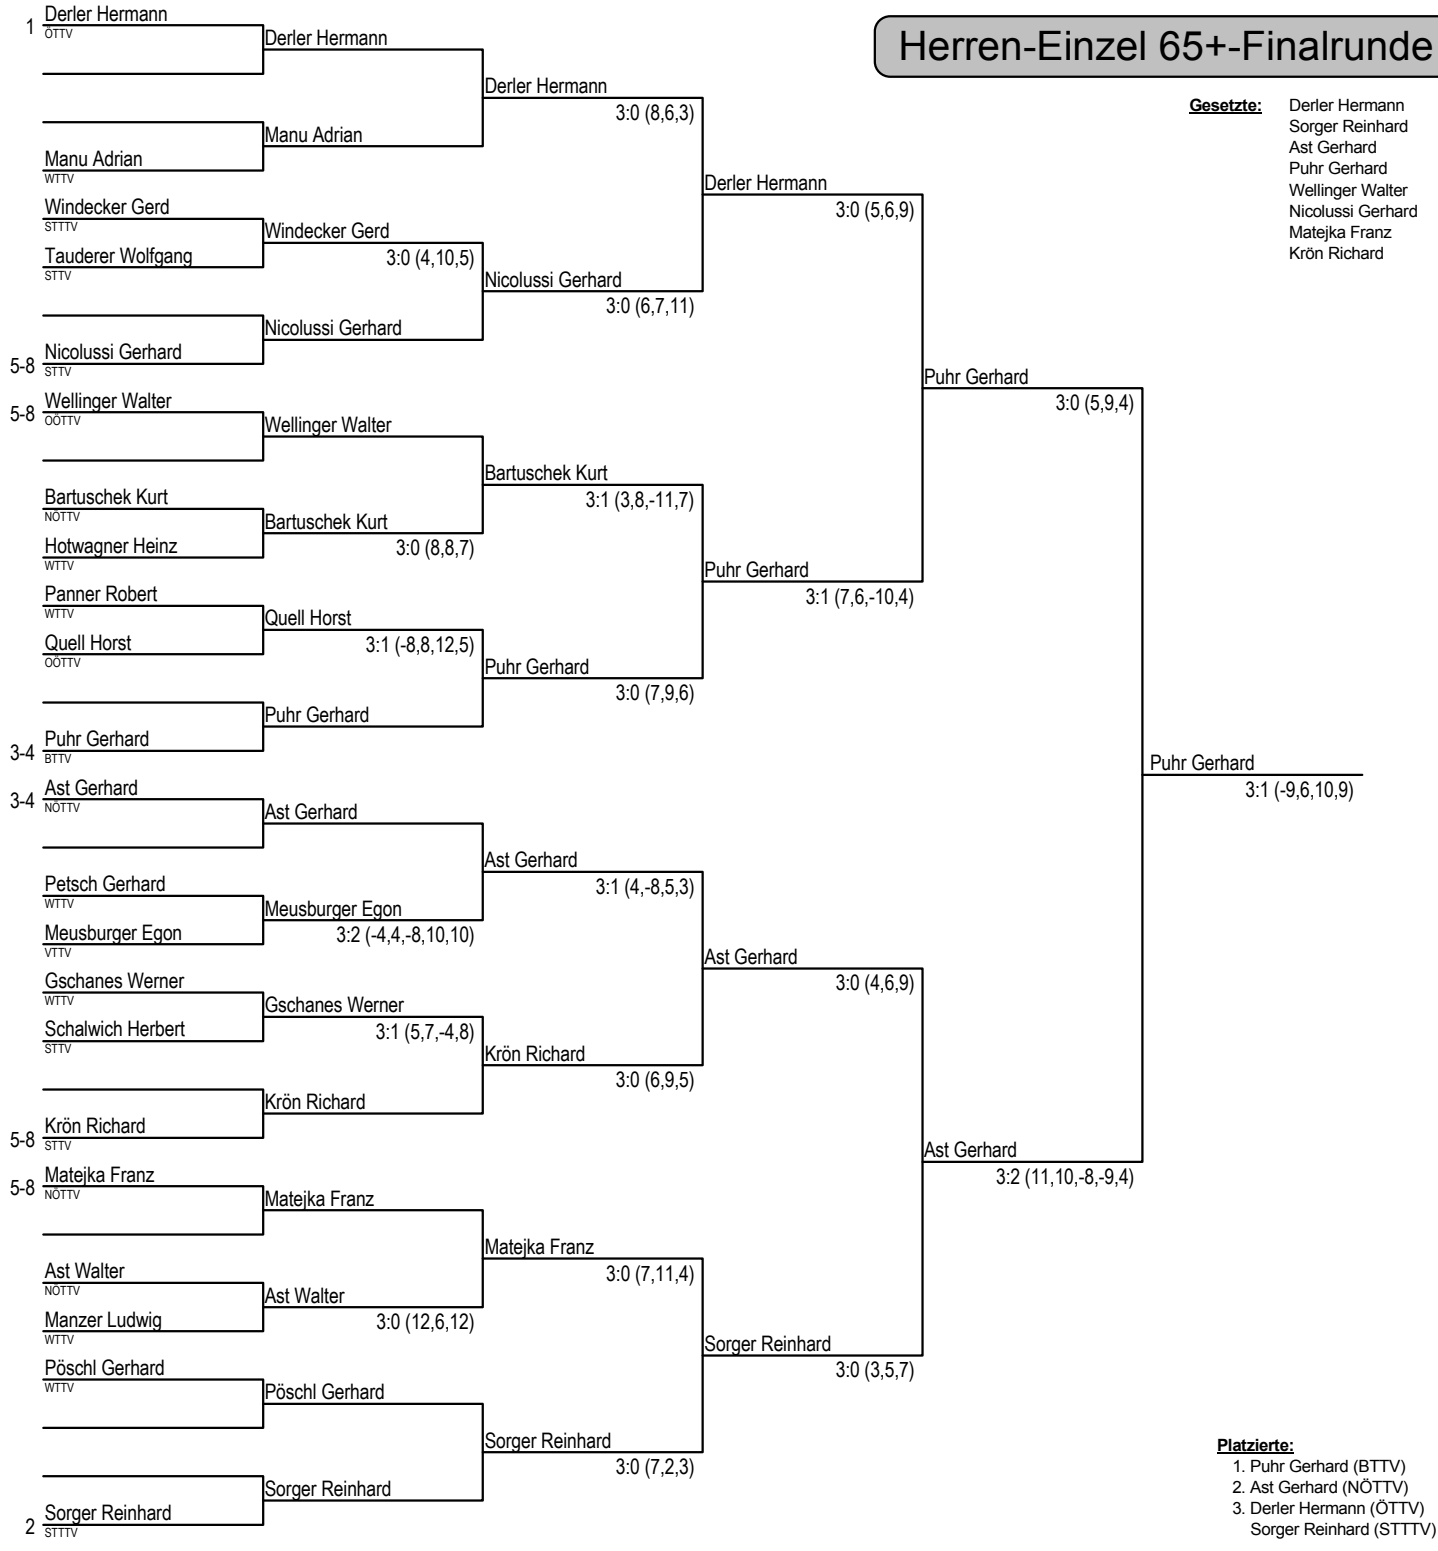 Herren-Einzel 65+-Finalrunde
Gesetzte: Derler Hermann
Sorger Reinhard
Ast Gerhard
Puhr Gerhard
Wellinger Walter
Nicolussi Gerhard
Matejka Franz
Krön Richard
1 Derler Hermann
ÖTTV
Manu Adrian
WTTV
Windecker Gerd
STTTV
Tauderer Wolfgang
STTV
5-8 Nicolussi Gerhard
STTV
5-8 Wellinger Walter
OÖTTV
Bartuschek Kurt
NÖTTV
Hotwagner Heinz
WTTV
Panner Robert
WTTV
Quell Horst
OÖTTV
3-4 Puhr Gerhard
BTTV
3-4 Ast Gerhard
NÖTTV
Petsch Gerhard
WTTV
Meusburger Egon
VTTV
Gschanes Werner
WTTV
Schalwich Herbert
STTV
5-8 Krön Richard
STTV
5-8 Matejka Franz
NÖTTV
Ast Walter
NÖTTV
Manzer Ludwig
WTTV
Pöschl Gerhard
WTTV
2 Sorger Reinhard
STTTV
Derler Hermann
Manu Adrian
Windecker Gerd
3:0 (4,10,5)
Nicolussi Gerhard
Wellinger Walter
Bartuschek Kurt
3:0 (8,8,7)
Quell Horst
3:1 (-8,8,12,5)
Puhr Gerhard
Ast Gerhard
Meusburger Egon
3:2 (-4,4,-8,10,10)
Gschanes Werner
3:1 (5,7,-4,8)
Krön Richard
Matejka Franz
Ast Walter
3:0 (12,6,12)
Pöschl Gerhard
Sorger Reinhard
Derler Hermann
3:0 (8,6,3)
Nicolussi Gerhard
3:0 (6,7,11)
Bartuschek Kurt
3:1 (3,8,-11,7)
Puhr Gerhard
3:0 (7,9,6)
Ast Gerhard
3:1 (4,-8,5,3)
Krön Richard
3:0 (6,9,5)
Matejka Franz
3:0 (7,11,4)
Sorger Reinhard
3:0 (7,2,3)
Derler Hermann
3:0 (5,6,9)
Puhr Gerhard
3:1 (7,6,-10,4)
Ast Gerhard
3:0 (4,6,9)
Sorger Reinhard
3:0 (3,5,7)
Puhr Gerhard
3:0 (5,9,4)
Ast Gerhard
3:2 (11,10,-8,-9,4)
Puhr Gerhard
3:1 (-9,6,10,9)
Platzierte:
1. Puhr Gerhard (BTTV)
2. Ast Gerhard (NÖTTV)
3. Derler Hermann (ÖTTV)
Sorger Reinhard (STTTV)